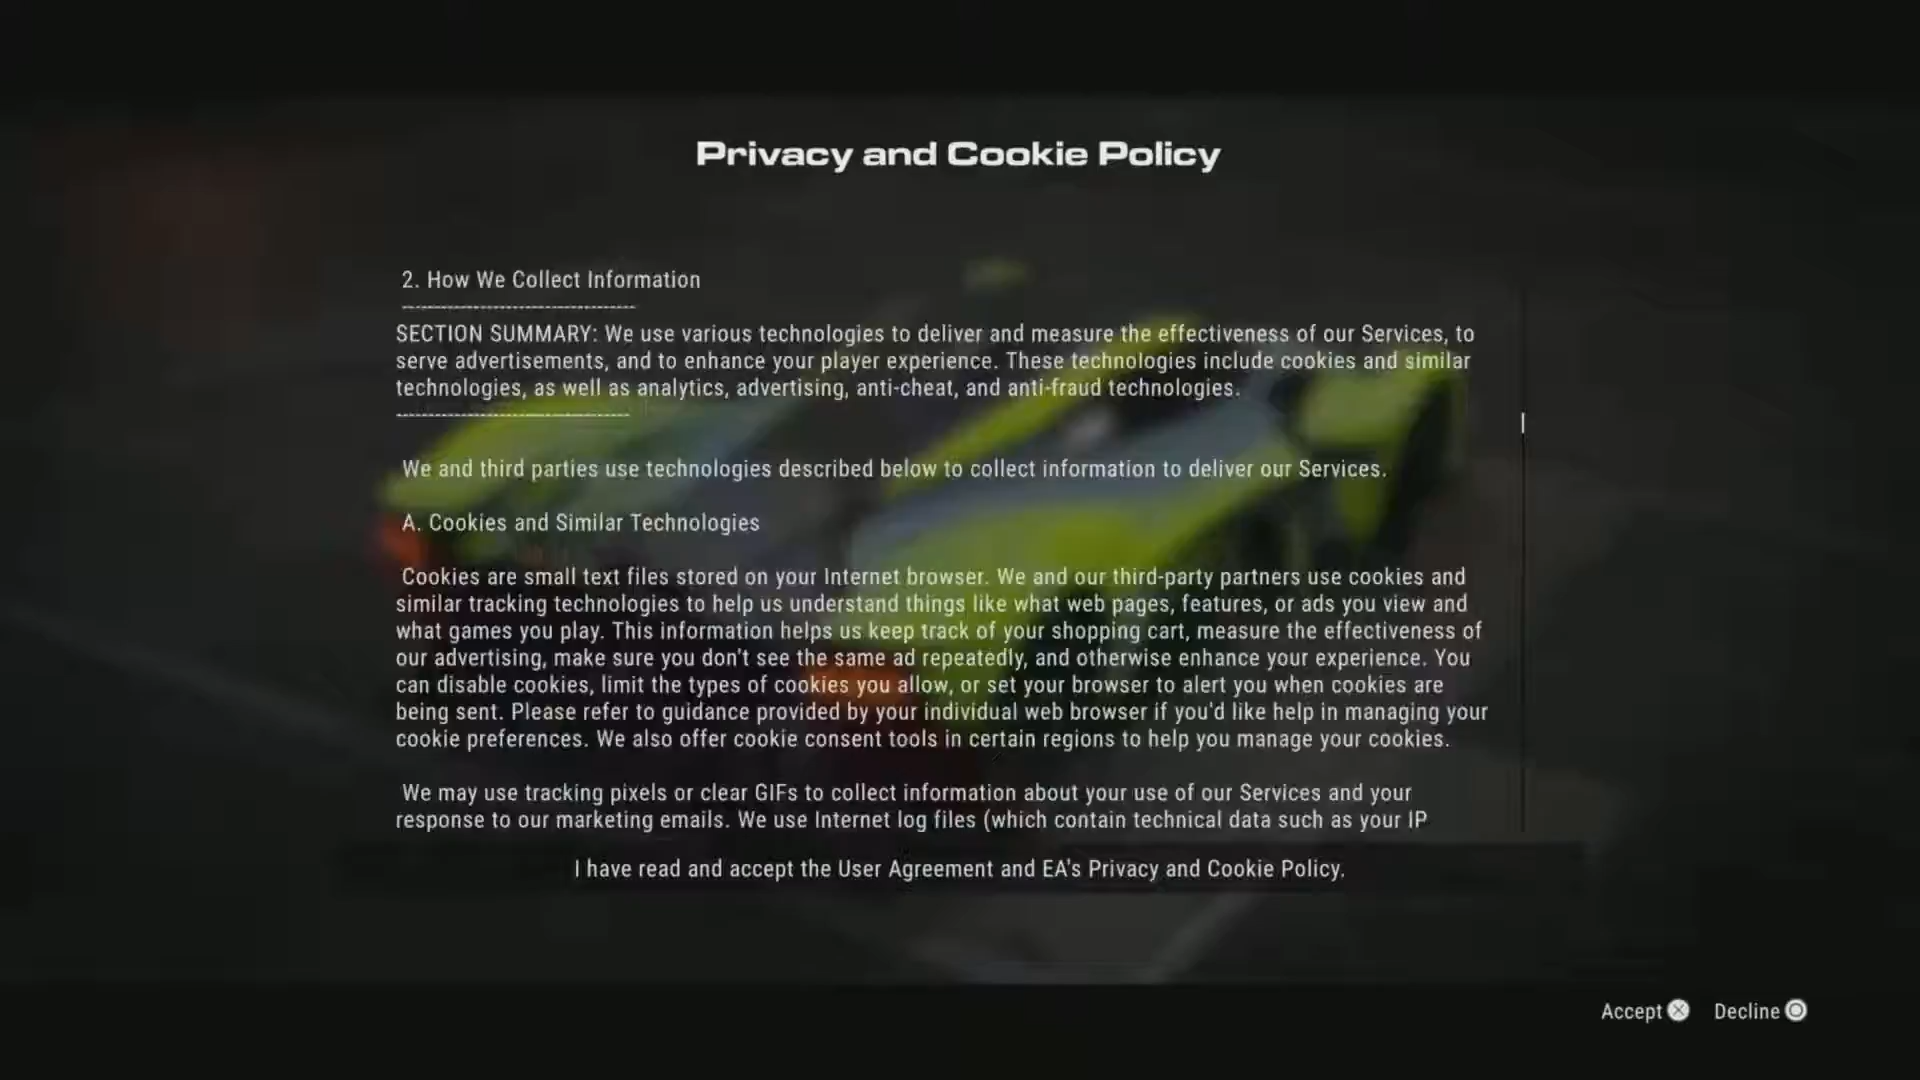 Privacy and Cookie Policy
2. How We Collect Information
------------------------------------
SECTION SUMMARY: We use various technologies to deliver and measure the effectiveness of our Services, to
serve advertisements, and to enhance your player experience. These technologies include cookies and similar
technologies, as well as analytics, advertising, anti-cheat, and anti-fraud technologies.
------------------------------------
We and third parties use technologies described below to collect information to deliver our Services.
A. Cookies and Similar Technologies
Cookies are small text files stored on your Internet browser. We and our third-party partners use cookies and
similar tracking technologies to help us understand things like what web pages, features, or ads you view and
what games you play. This information helps us keep track of your shopping cart, measure the effectiveness of
our advertising, make sure you don't see the same ad repeatedly, and otherwise enhance your experience. You
can disable cookies, limit the types of cookies you allow, or set your browser to alert you when cookies are
being sent. Please refer to guidance provided by your individual web browser if you'd like help in managing your
cookie preferences. We also offer cookie consent tools in certain regions to help you manage your cookies.
We may use tracking pixels or clear GIFs to collect information about your use of our Services and your
response to our marketing emails. We use Internet log files (which contain technical data such as your IP
I have read and accept the User Agreement and EA's Privacy and Cookie Policy.
Accept Decline